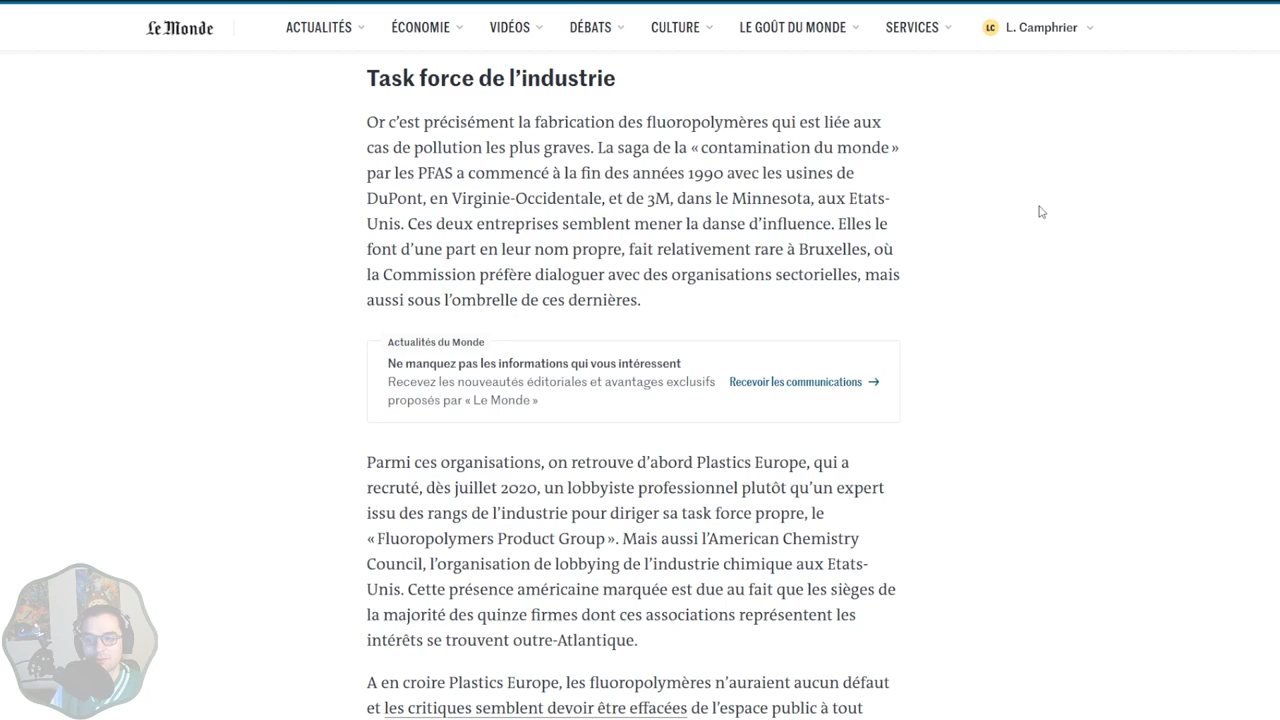 Le Monde
ACTUALITÉS
ÉCONOMIE
VIDÉOS
DÉBATS
CULTURE
LE GOÛT DU MONDE
SERVICES
LC
L. Camphrier
Task force de l’industrie
Or c’est précisément la fabrication des fluoropolymères qui est liée aux
cas de pollution les plus graves. La saga de la « contamination du monde »
par les PFAS a commencé à la fin des années 1990 avec les usines de
DuPont, en Virginie-Occidentale, et de 3M, dans le Minnesota, aux Etats-
Unis. Ces deux entreprises semblent mener la danse d’influence. Elles le
font d’une part en leur nom propre, fait relativement rare à Bruxelles, où
la Commission préfère dialoguer avec des organisations sectorielles, mais
aussi sous l’ombrelle de ces dernières.
Actualités du Monde
Ne manquez pas les informations qui vous intéressent
Recevez les nouveautés éditoriales et avantages exclusifs
proposés par « Le Monde »
Recevoir les communications →
Parmi ces organisations, on retrouve d’abord Plastics Europe, qui a
recruté, dès juillet 2020, un lobbyiste professionnel plutôt qu’un expert
issu des rangs de l’industrie pour diriger sa task force propre, le
« Fluoropolymers Product Group ». Mais aussi l’American Chemistry
Council, l’organisation de lobbying de l’industrie chimique aux Etats-
Unis. Cette présence américaine marquée est due au fait que les sièges de
la majorité des quinze firmes dont ces associations représentent les
intérêts se trouvent outre-Atlantique.
A en croire Plastics Europe, les fluoropolymères n’auraient aucun défaut
et les critiques semblent devoir être effacées de l’espace public à tout